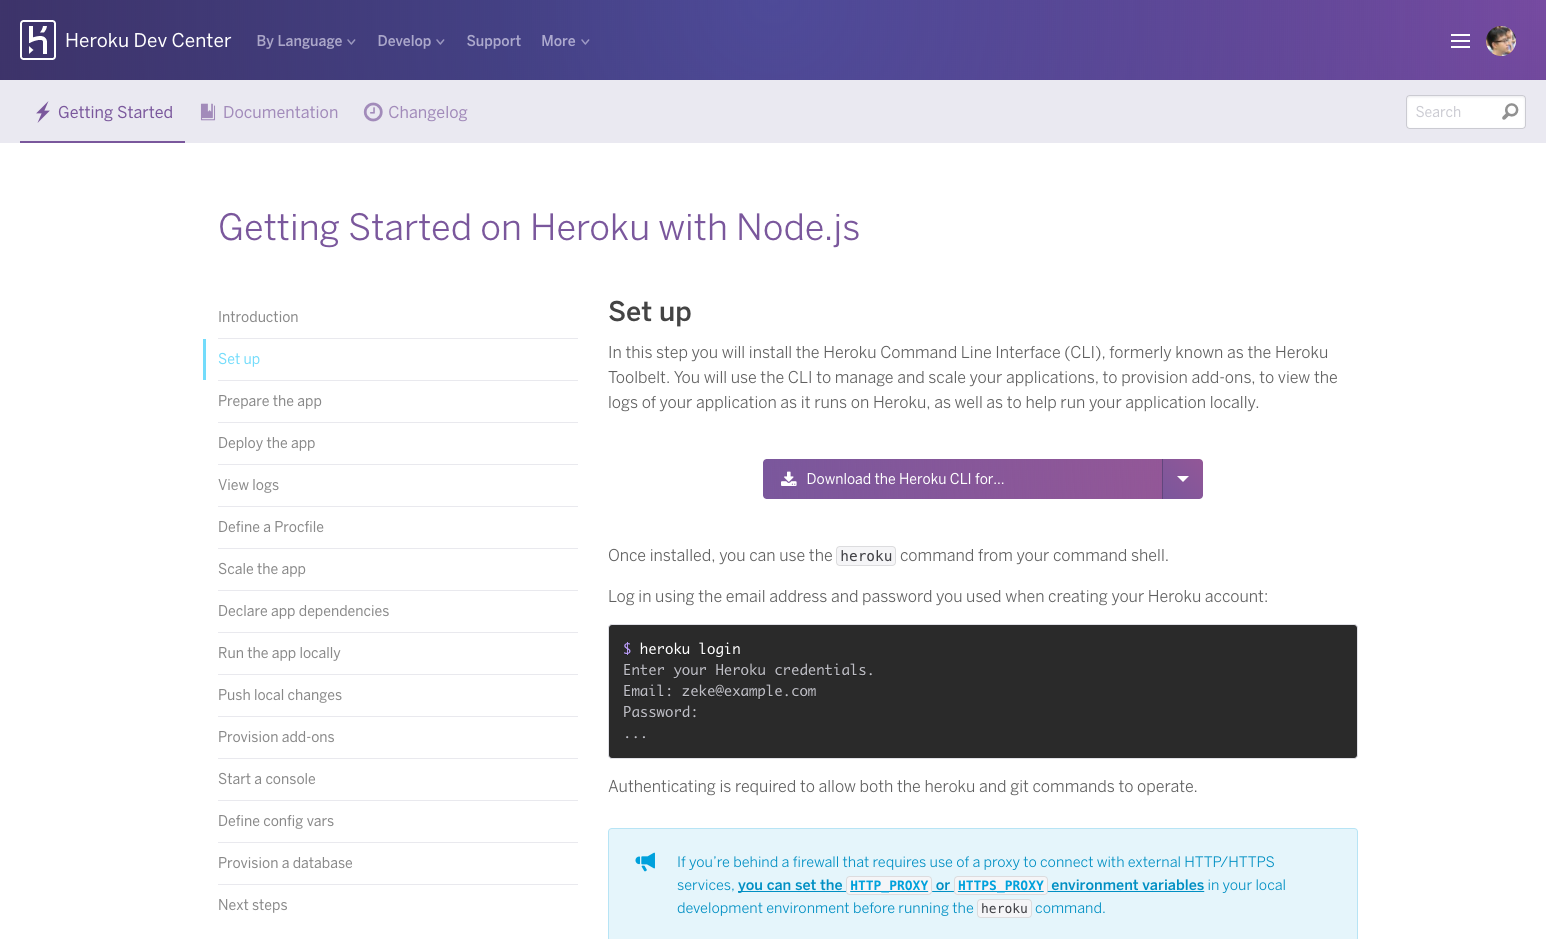 Heroku Dev Center
By Language
Develop
Support
More
Getting Started
Documentation
Changelog
Search
Getting Started on Heroku with Node.js
Introduction
Set up
Prepare the app
Deploy the app
View logs
Define a Procfile
Scale the app
Declare app dependencies
Run the app locally
Push local changes
Provision add-ons
Start a console
Define config vars
Provision a database
Next steps
Set up
In this step you will install the Heroku Command Line Interface (CLI), formerly known as the Heroku
Toolbelt. You will use the CLI to manage and scale your applications, to provision add-ons, to view the
logs of your application as it runs on Heroku, as well as to help run your application locally.
Download the Heroku CLI for...
Once installed, you can use the heroku command from your command shell.
Log in using the email address and password you used when creating your Heroku account:
$ heroku login
Enter your Heroku credentials.
Email: zeke@example.com
Password:
...
Authenticating is required to allow both the heroku and git commands to operate.
If you're behind a firewall that requires use of a proxy to connect with external HTTP/HTTPS
services, you can set the HTTP_PROXY or HTTPS_PROXY environment variables in your local
development environment before running the heroku command.